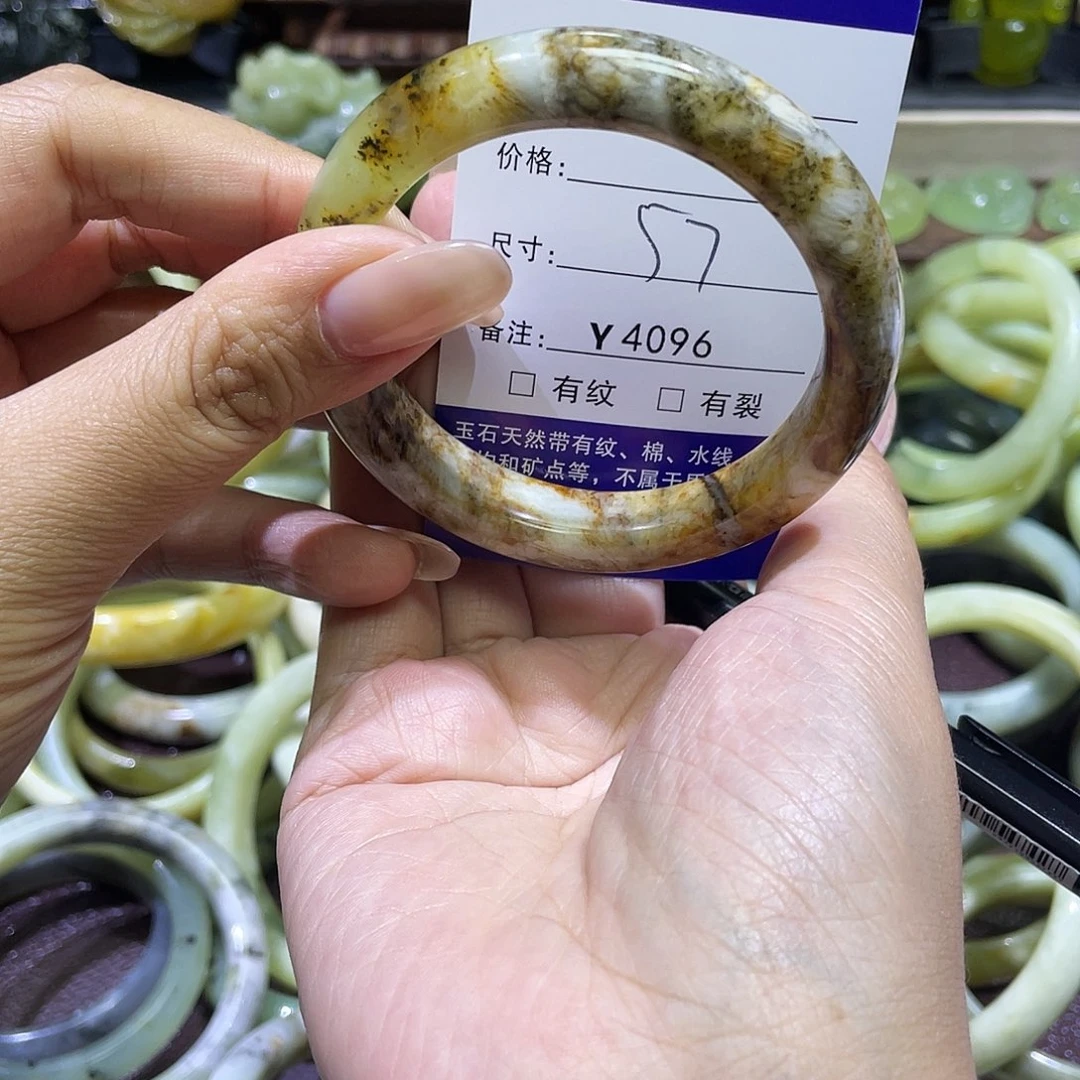 价格:
尺寸: 57
备注: Y4096
□ 有纹 □ 有裂
玉石天然带有纹、棉、水线
和矿点等，不属于